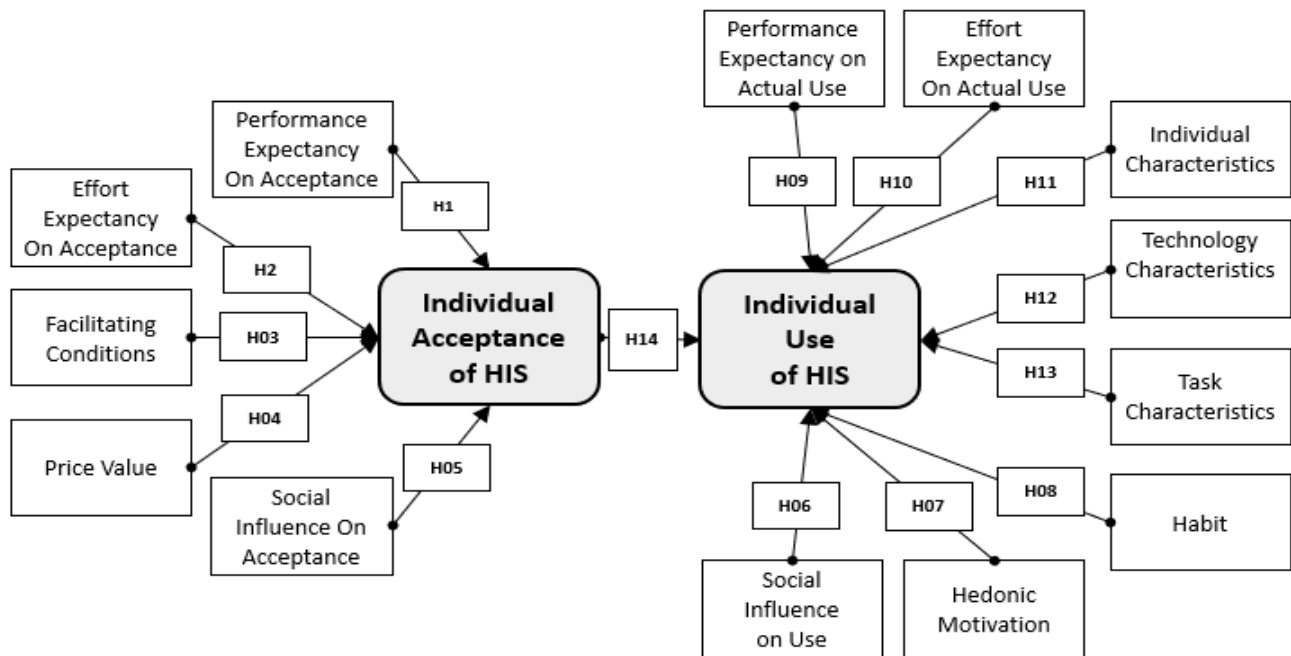 Performance
Expectancy on
Actual Use
Effort
Expectancy
On Actual Use
Performance
Expectancy
On Acceptance
Individual
Characteristics
Effort
Expectancy
On Acceptance
H1
H09
H10
H11
H2
Technology
Characteristics
Facilitating
Conditions
H03
Individual
Acceptance
of HIS
H14
Individual
Use
of HIS
H12
H13
Task
Characteristics
H04
Price Value
H05
Social
Influence On
Acceptance
H06
H07
H08
Habit
Social
Influence
on Use
Hedonic
Motivation